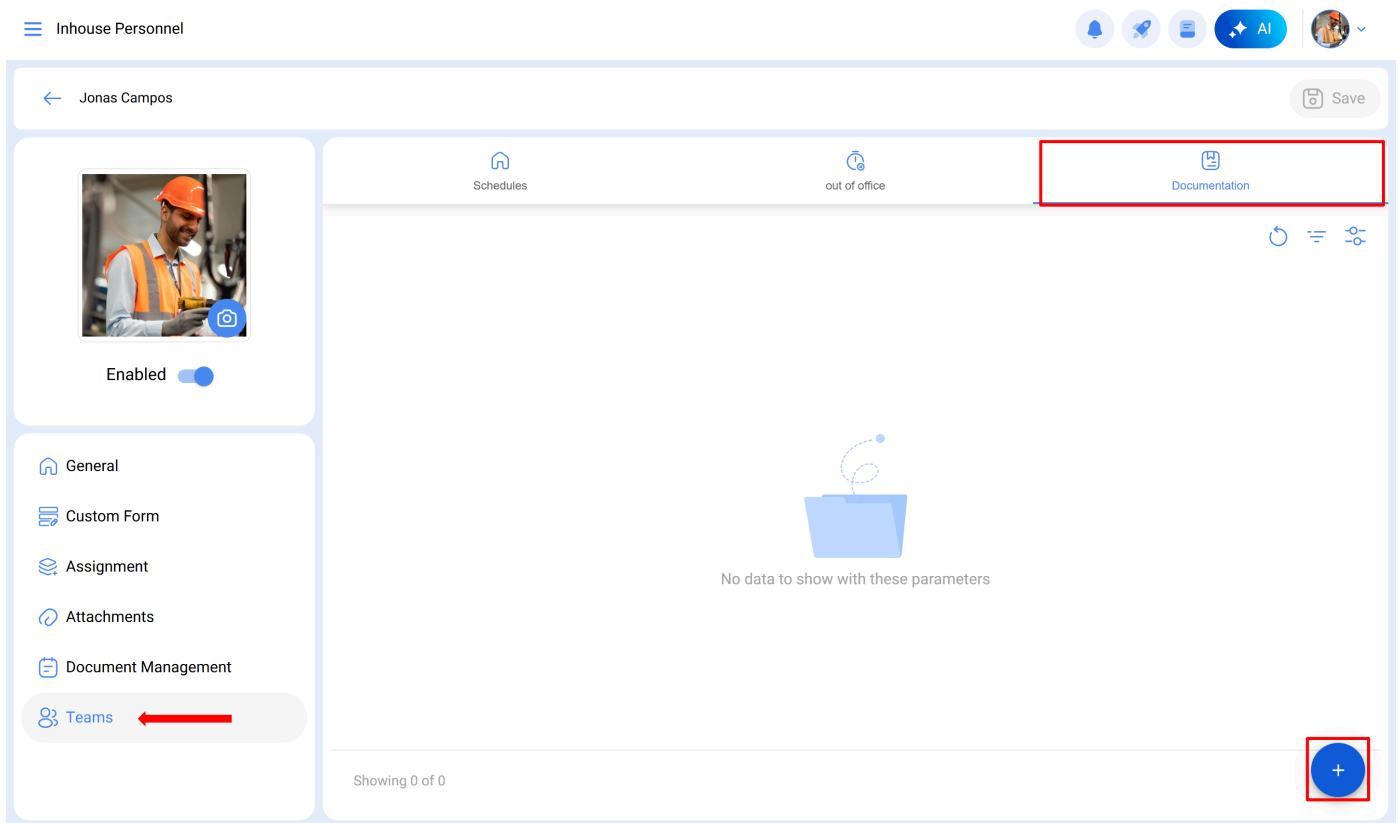 Inhouse Personnel
AI
Jonas Campos
Save
Schedules
out of office
Documentation
Enabled
General
Custom Form
Assignment
Attachments
Document Management
Teams
No data to show with these parameters
Showing 0 of 0